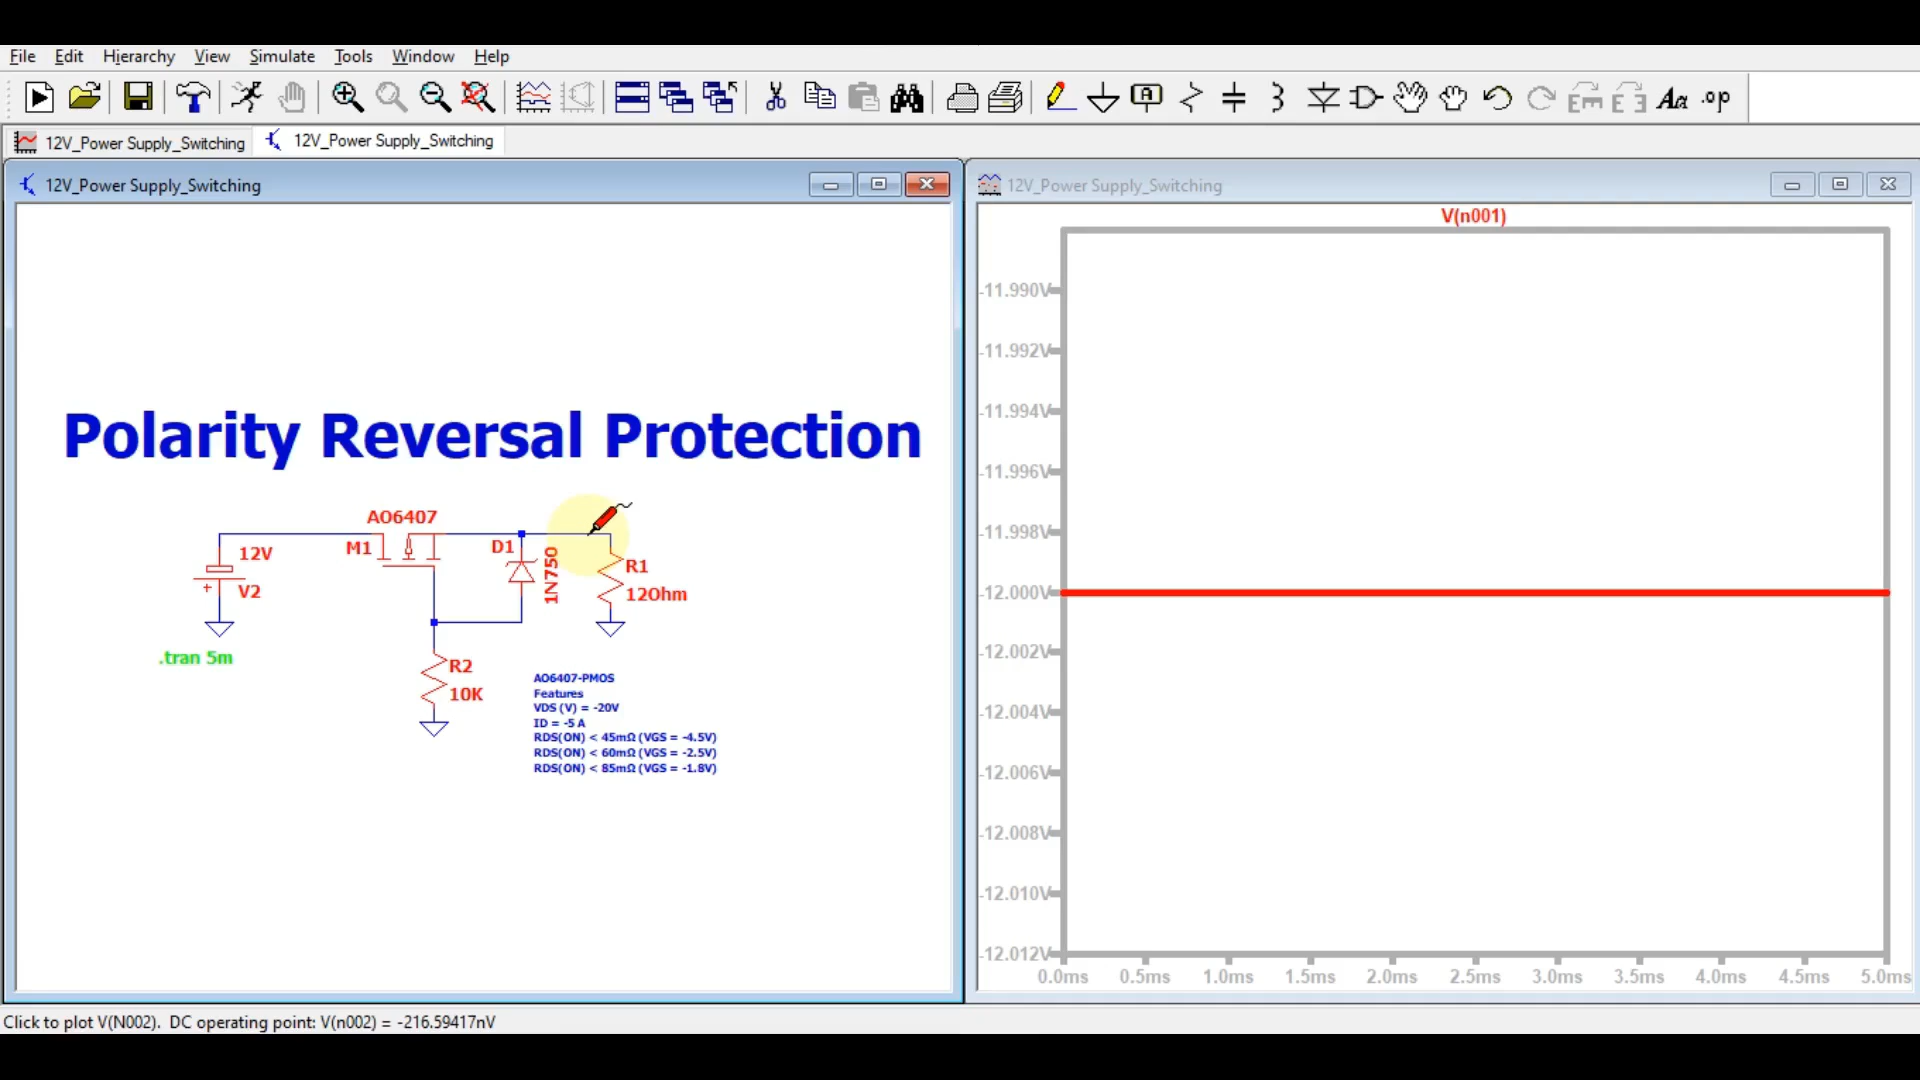 File Edit Hierarchy View Simulate Tools Window Help
A Aa .op
12V_Power Supply_Switching 12V_Power Supply_Switching
12V_Power Supply_Switching
Polarity Reversal Protection
AO6407
M1
12V
+ V2
D1
1N750
R1
12Ohm
.tran 5m
R2
10K
AO6407-PMOS
Features
VDS (V) = -20V
ID = -5 A
RDS(ON) < 45mΩ (VGS = -4.5V)
RDS(ON) < 60mΩ (VGS = -2.5V)
RDS(ON) < 85mΩ (VGS = -1.8V)
12V_Power Supply_Switching
V(n001)
-11.990V
-11.992V
-11.994V
-11.996V
-11.998V
-12.000V
-12.002V
-12.004V
-12.006V
-12.008V
-12.010V
-12.012V
0.0ms 0.5ms 1.0ms 1.5ms 2.0ms 2.5ms 3.0ms 3.5ms 4.0ms 4.5ms 5.0ms
Click to plot V(N002). DC operating point: V(n002) = -216.59417nV